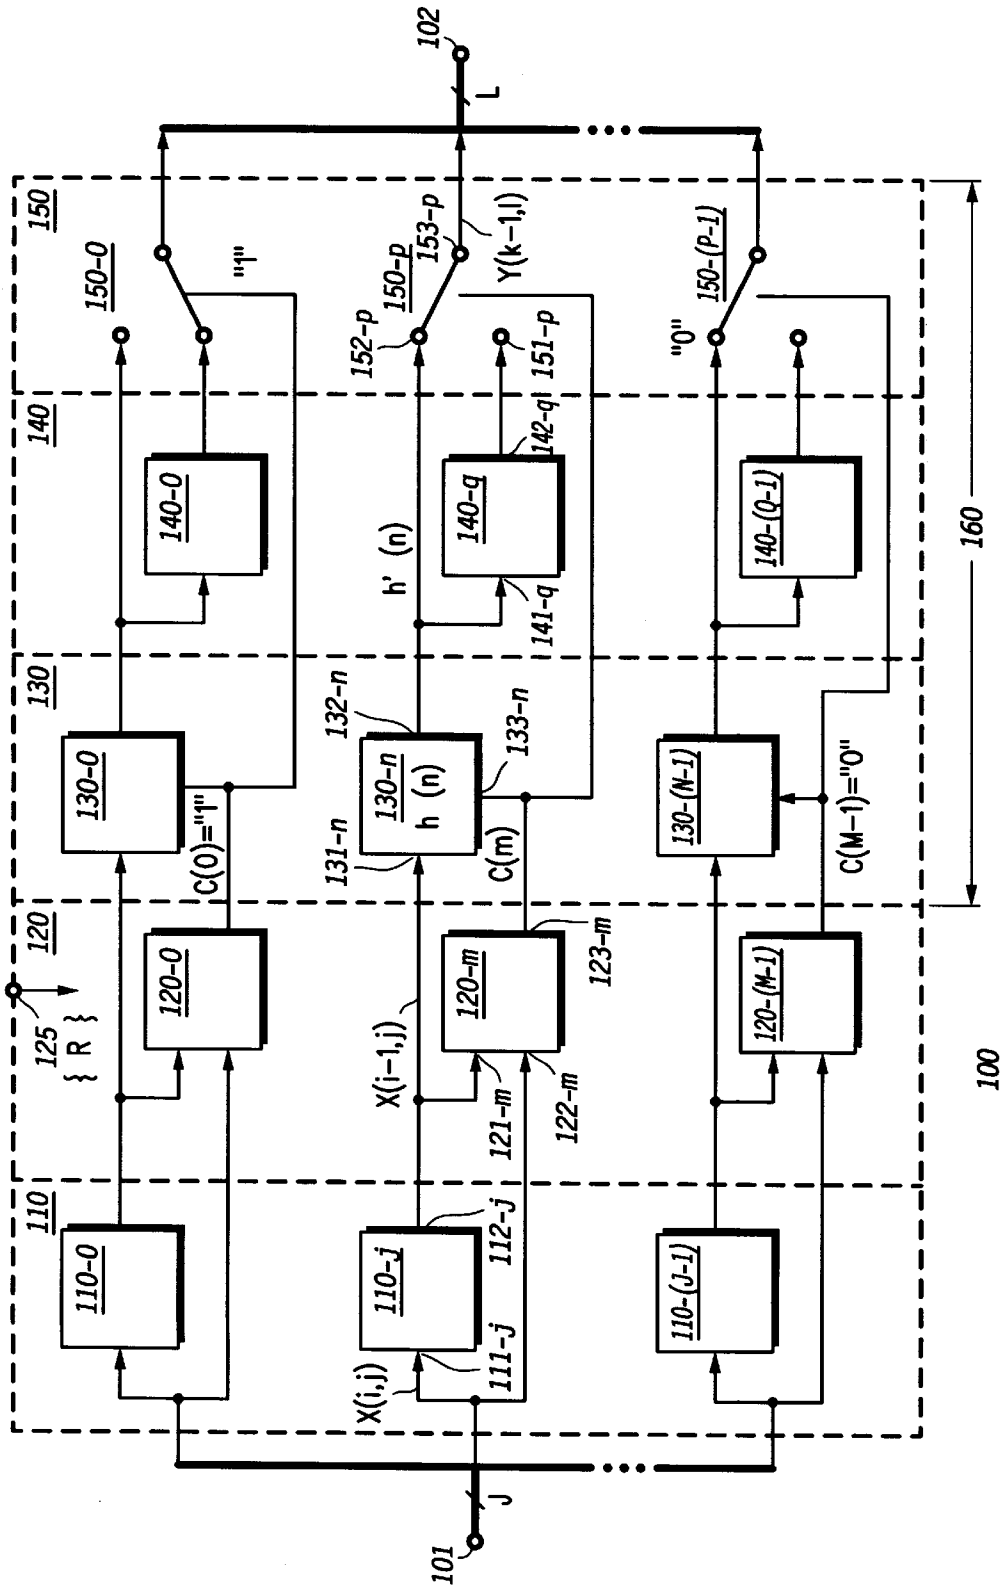 101
J
110
110-0
X(i,j)
111-j
110-j
112-j
110-(J-1)
125
{ R }
120
120-0
X(i-1,j)
121-m
122-m
120-m
123-m
120-(M-1)
130
130-0
C(0)="1"
131-n
130-n
h (n)
132-n
133-n
C(m)
130-(N-1)
C(M-1)="0"
140
140-0
h' (n)
141-q
140-q
142-q
140-(Q-1)
150
150-0
"1"
152-p
150-p
153-p
151-p
Y(k-1,l)
"0"
150-(P-1)
102
L
160
100